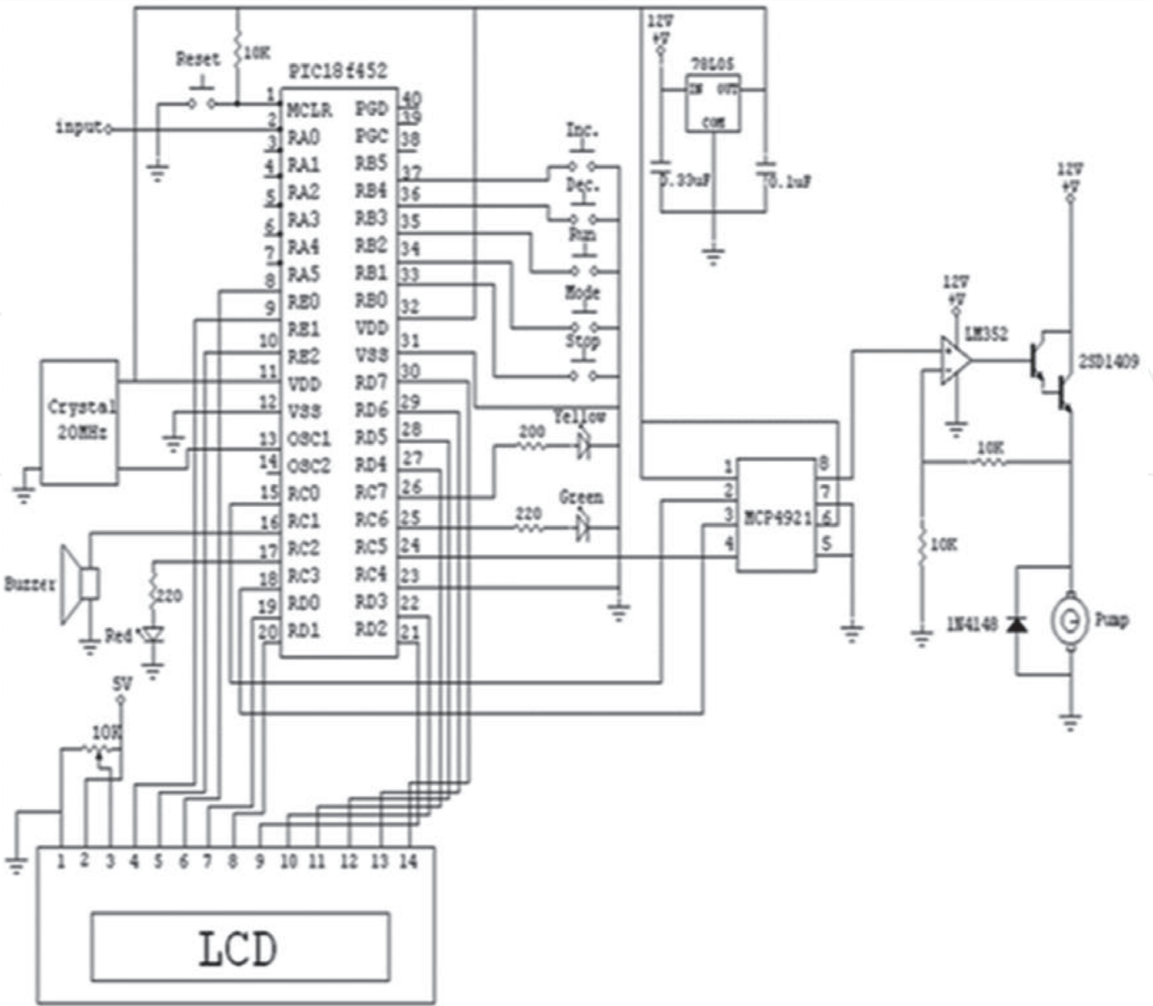 12V
+V
Reset
10K
78L05
IN OUT
COM
0.33uF
0.1uF
PIC18f452
input
1
2
3
4
5
6
7
8
9
10
11
12
13
14
15
16
17
18
19
20
MCLR
RA0
RA1
RA2
RA3
RA4
RA5
RE0
RE1
RE2
VDD
VSS
OSC1
OSC2
RC0
RC1
RC2
RC3
RD0
RD1
PGD
PGC
RB5
RB4
RB3
RB2
RB1
RB0
VDD
VSS
RD7
RD6
RD5
RD4
RC7
RC6
RC5
RC4
RD3
RD2
40
39
38
37
36
35
34
33
32
31
30
29
28
27
26
25
24
23
22
21
Inc.
Dec.
Run
Mode
Stop
Yellow
200
Green
220
Crystal
20MHz
Buzzer
220
Red
1
2
3
4
MCP4921
8
7
6
5
12V
+V
12V
+V
LM352
2SD1409
10K
10K
1N4148
Pump
5V
10K
1 2 3 4 5 6 7 8 9 10 11 12 13 14
LCD